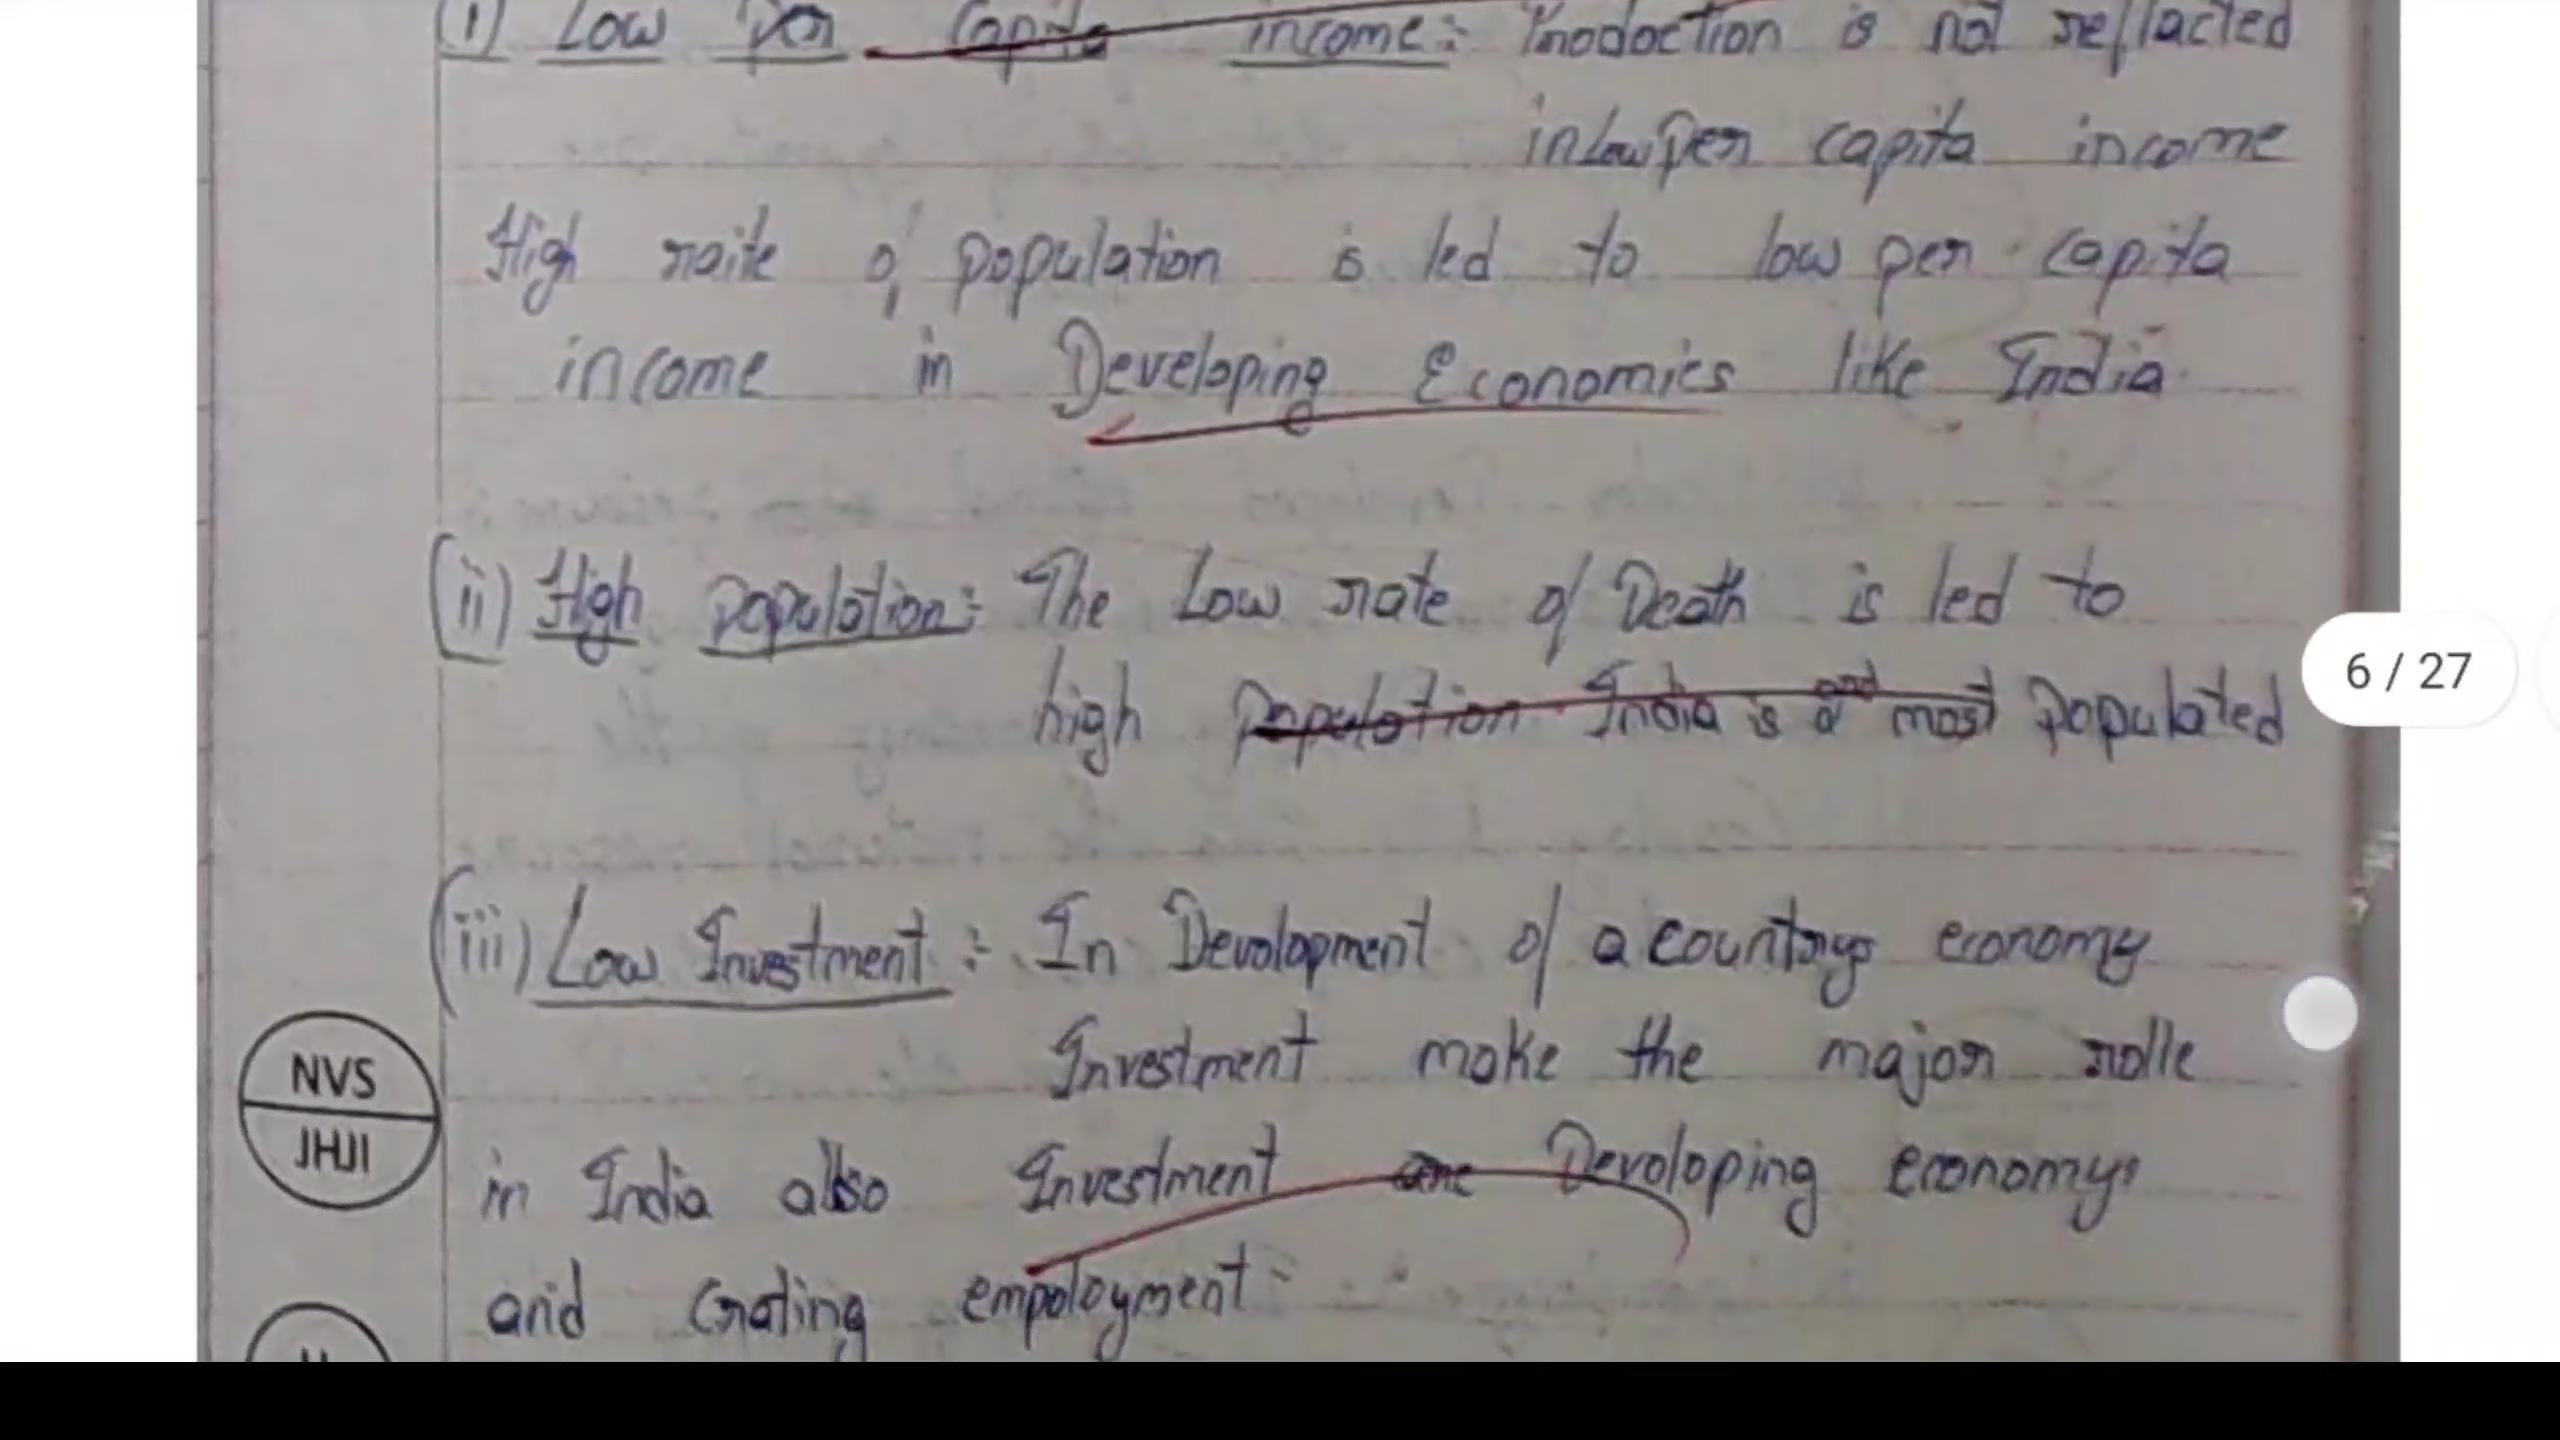 (i) Low Per Capita income:- Prodoction is not reflacted
in Low Per capita income
High raite of population is led to low per capita
income in Developing Economics like India
(ii) High Population:- The Low rate of Death is led to
high Population. India is a and most Populated
6 / 27
(iii) Low Investment :- In Devolopment of a countrys economy
Investment make the major rolle
NVS
JHJI
in India also Investment are Devoloping economys
and Crating empoloyment-